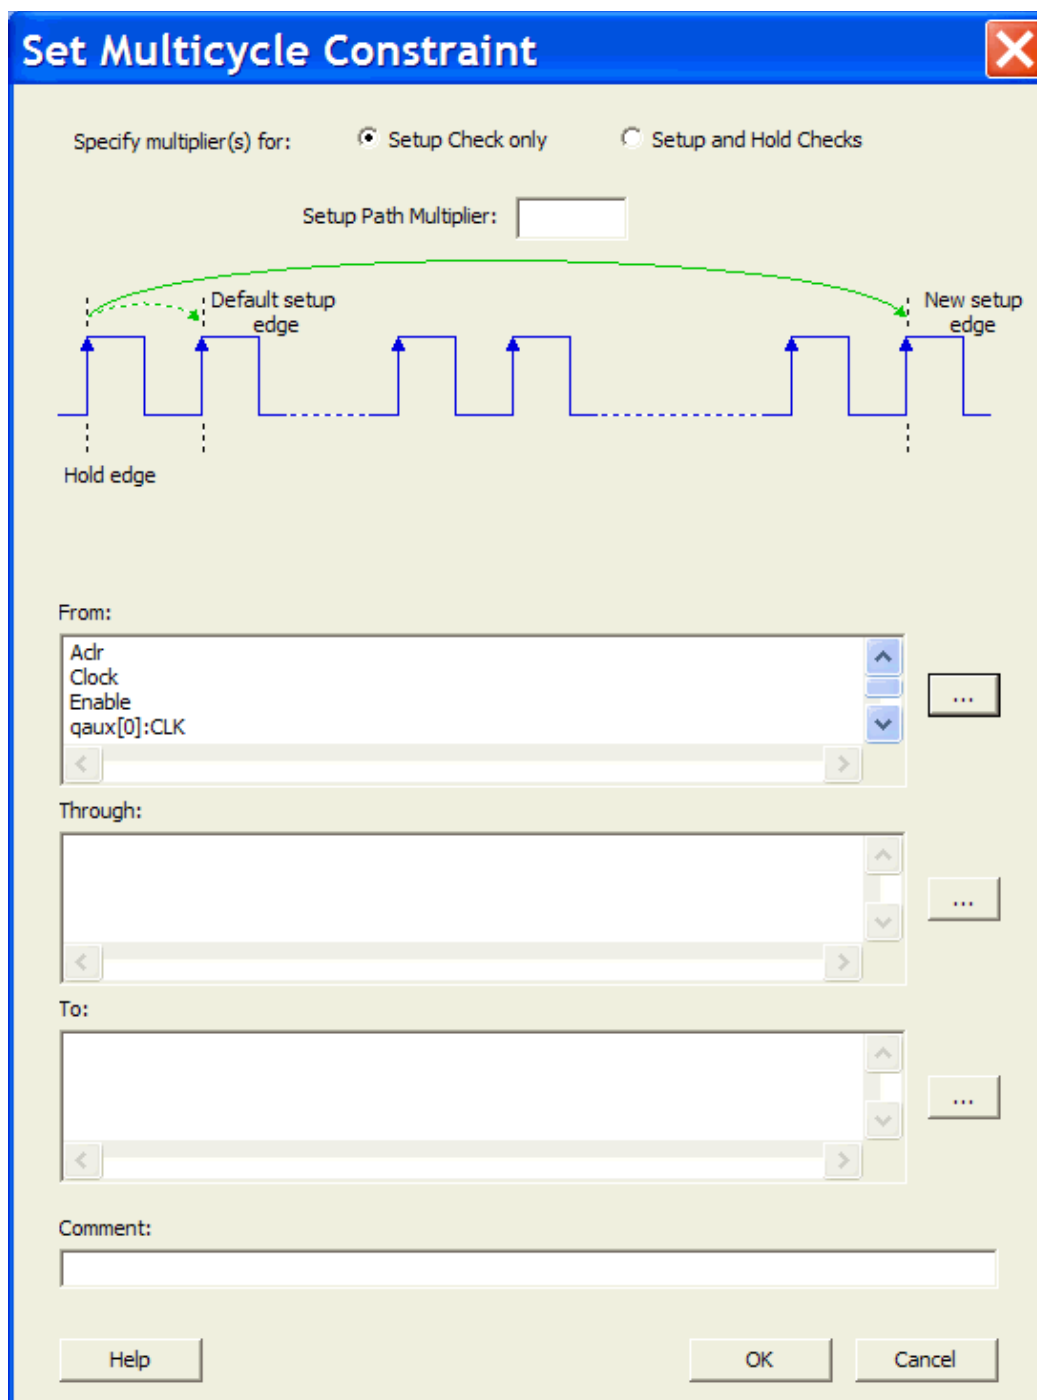 Set Multicycle Constraint
Specify multiplier(s) for: Setup Check only Setup and Hold Checks
Setup Path Multiplier:
Default setup
edge
New setup
edge
Hold edge
From:
Aclr
Clock
Enable
qaux[0]:CLK
...
Through:
...
To:
...
Comment:
Help OK Cancel